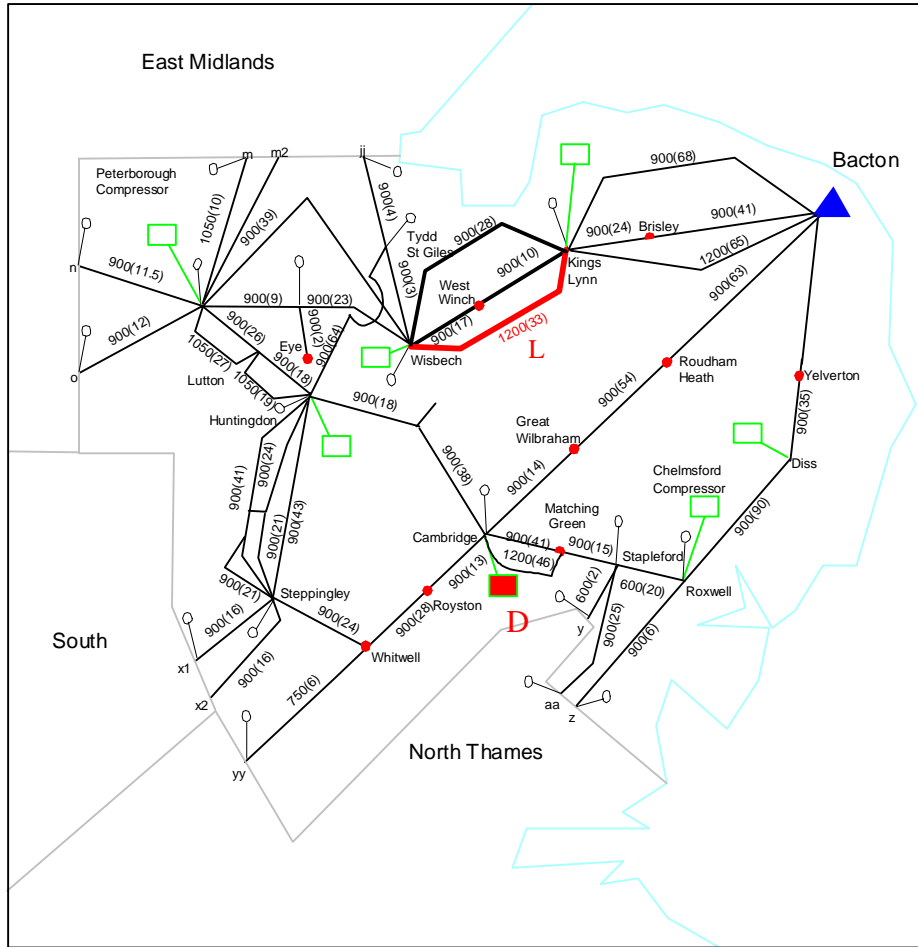 East Midlands
m
m2
jj
Peterborough
Compressor
900(68)
Bacton
1050(10)
900(39)
900(4)
Tydd
St Giles
900(28)
900(24)
Brisley
900(41)
n
900(11.5)
900(3)
West
Winch
900(10)
Kings
Lynn
1200(65)
900(63)
900(9)
900(23)
900(2)
900(64)
900(17)
1200(33)
L
900(12)
900(26)
Eye
Wisbech
1050(27)
900(18)
Roudham
Heath
Yelverton
o
Lutton
1050(19)
900(54)
900(35)
Huntingdon
900(18)
Great
Wilbraham
900(41)
900(24)
900(38)
900(14)
Chelmsford
Compressor
Diss
900(21)
900(43)
Matching
Green
900(90)
Cambridge
900(41)
900(15)
Stapleford
1200(46)
900(21)
900(13)
600(20)
Roxwell
Steppingley
Royston
D
600(2)
900(25)
900(16)
900(24)
900(28)
y
900(6)
South
Whitwell
x1
900(16)
x2
750(6)
aa
z
yy
North Thames